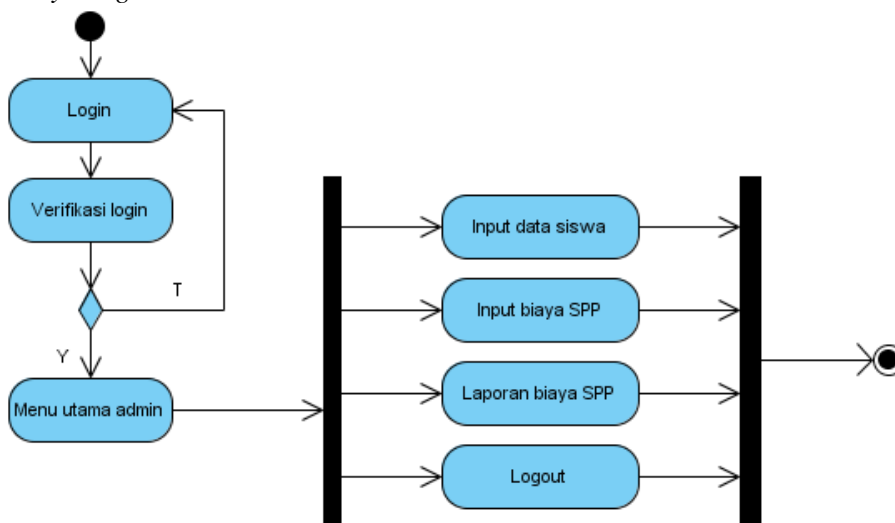 Login
Verifikasi login
T
Y
Menu utama admin
Input data siswa
Input biaya SPP
Laporan biaya SPP
Logout